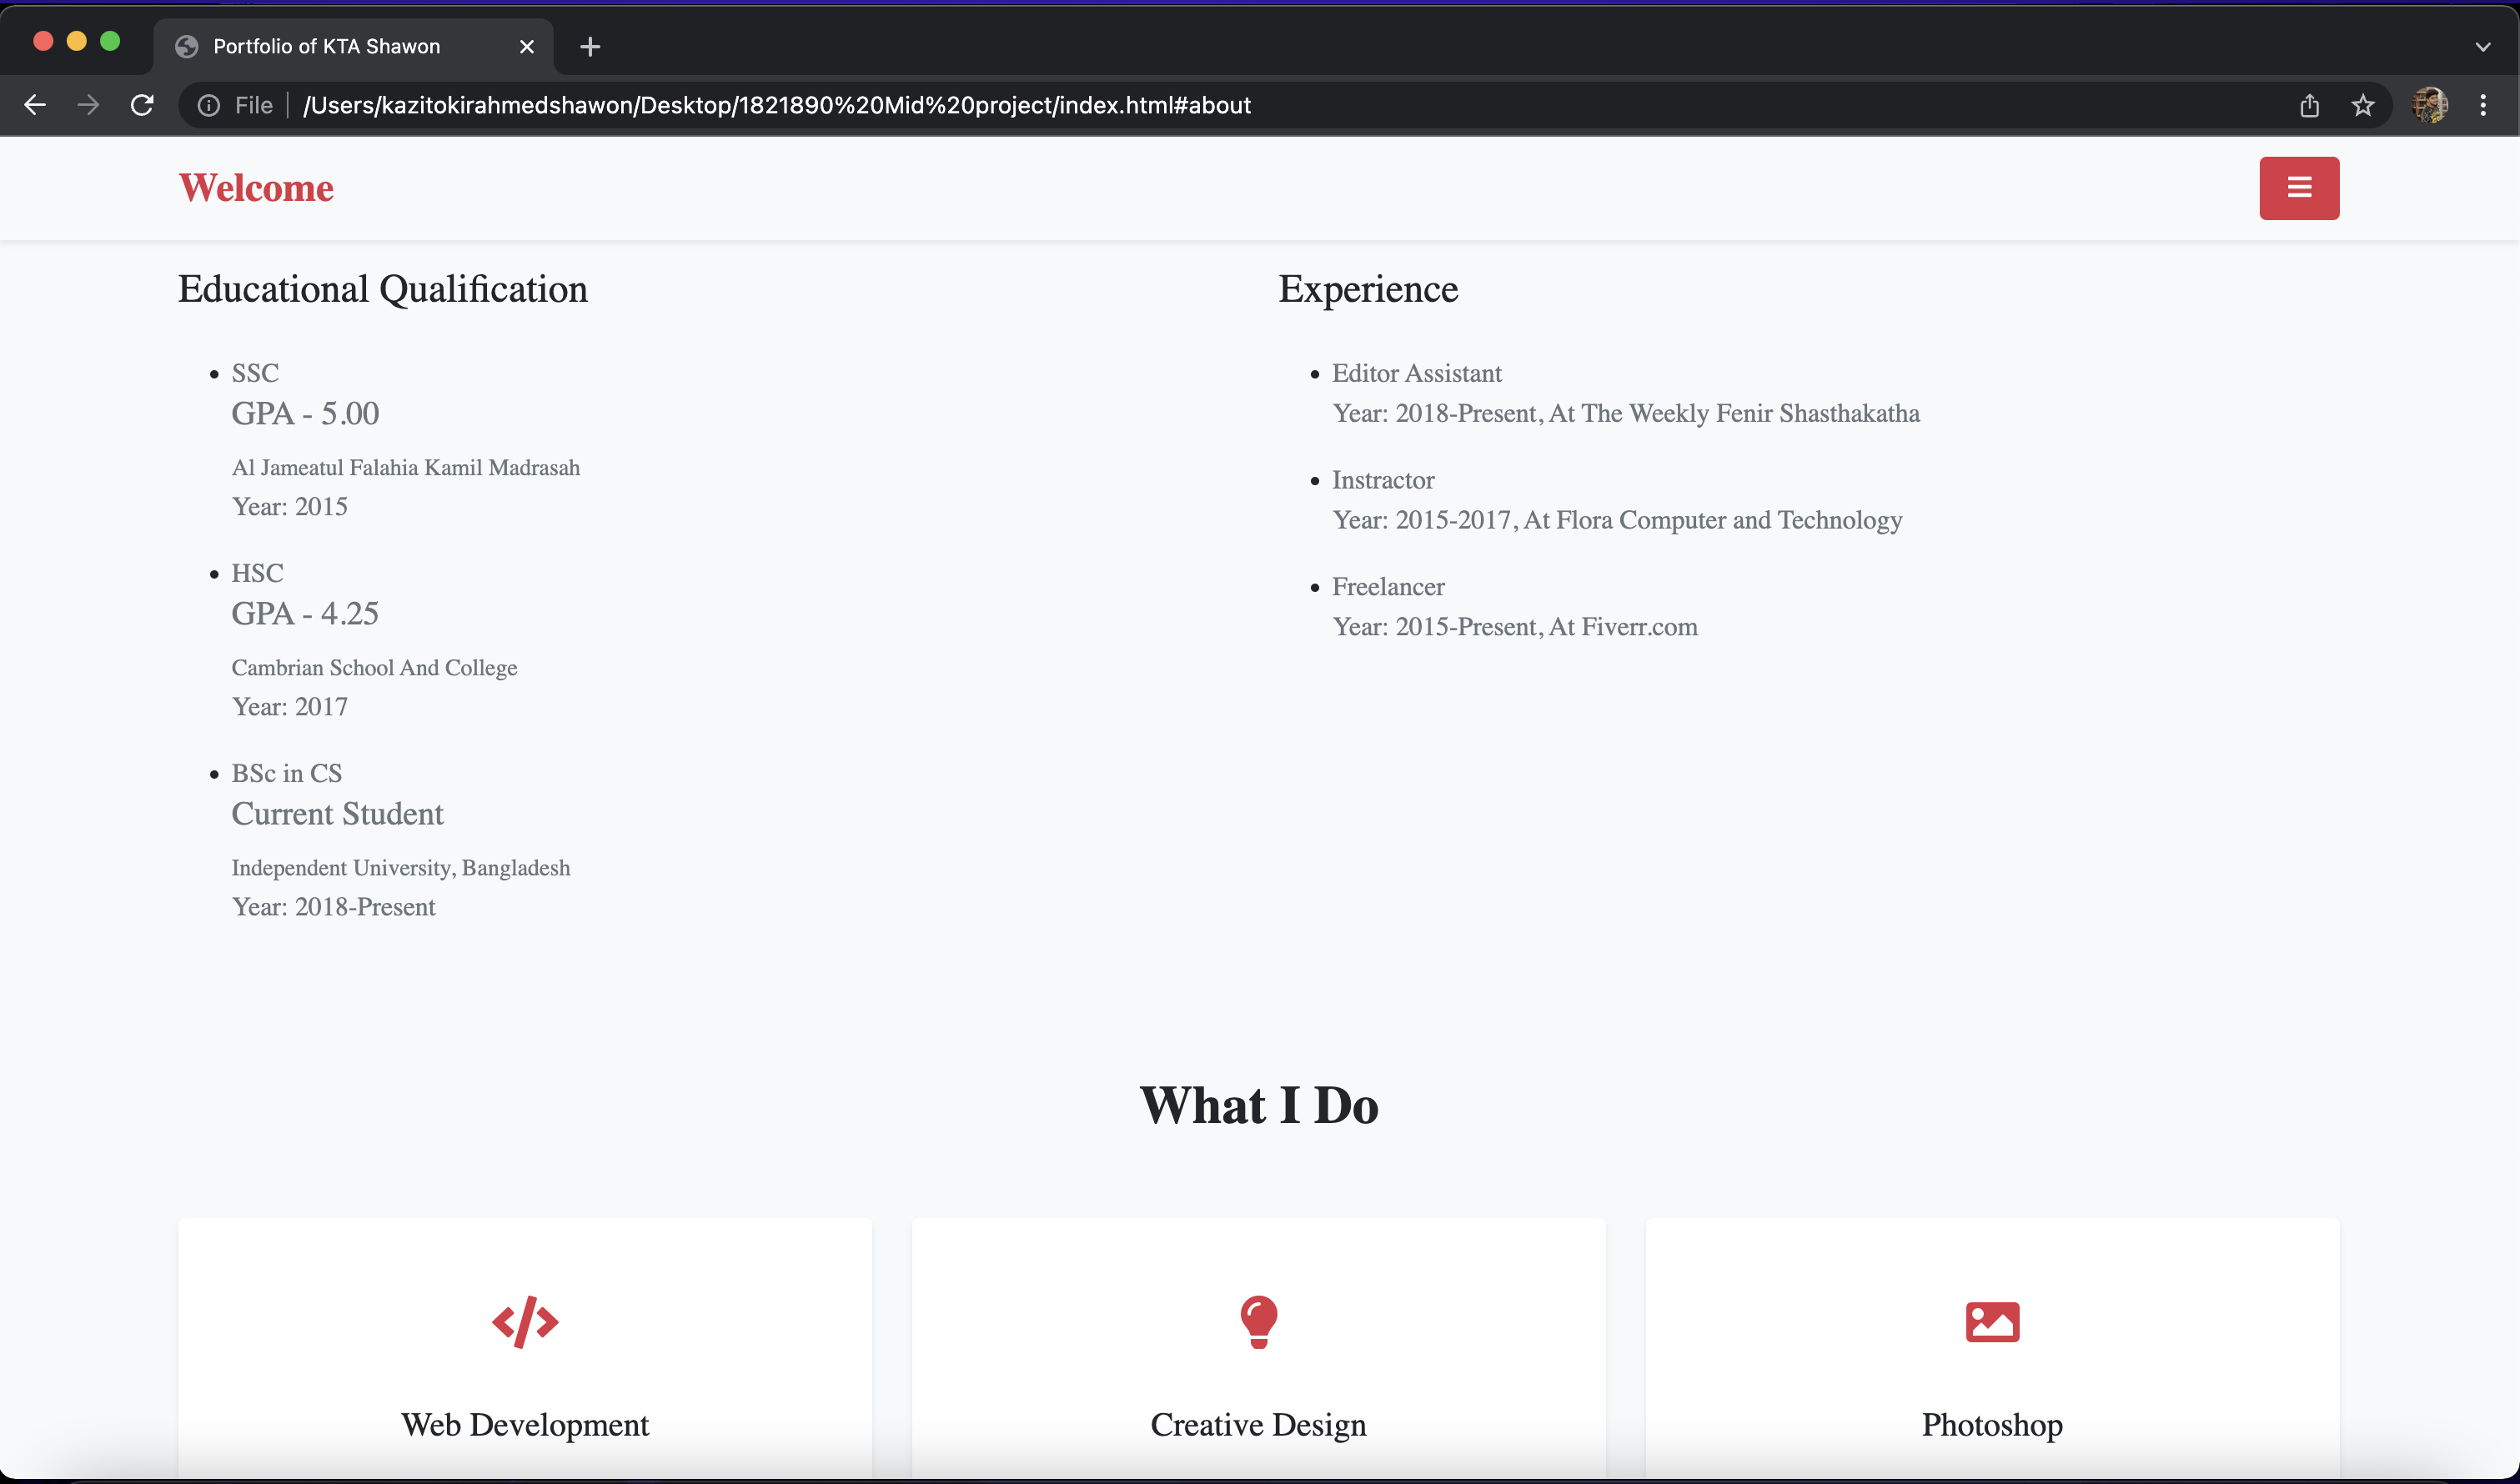 Portfolio of KTA Shawon
File
/Users/kazitokirahmedshawon/Desktop/1821890%20Mid%20project/index.html#about
Welcome
Educational Qualification
SSC
GPA - 5.00
Al Jameatul Falahia Kamil Madrasah
Year: 2015
HSC
GPA - 4.25
Cambrian School And College
Year: 2017
BSc in CS
Current Student
Independent University, Bangladesh
Year: 2018-Present
Experience
Editor Assistant
Year: 2018-Present, At The Weekly Fenir Shasthakatha
Instractor
Year: 2015-2017, At Flora Computer and Technology
Freelancer
Year: 2015-Present, At Fiverr.com
What I Do
Web Development
Creative Design
Photoshop